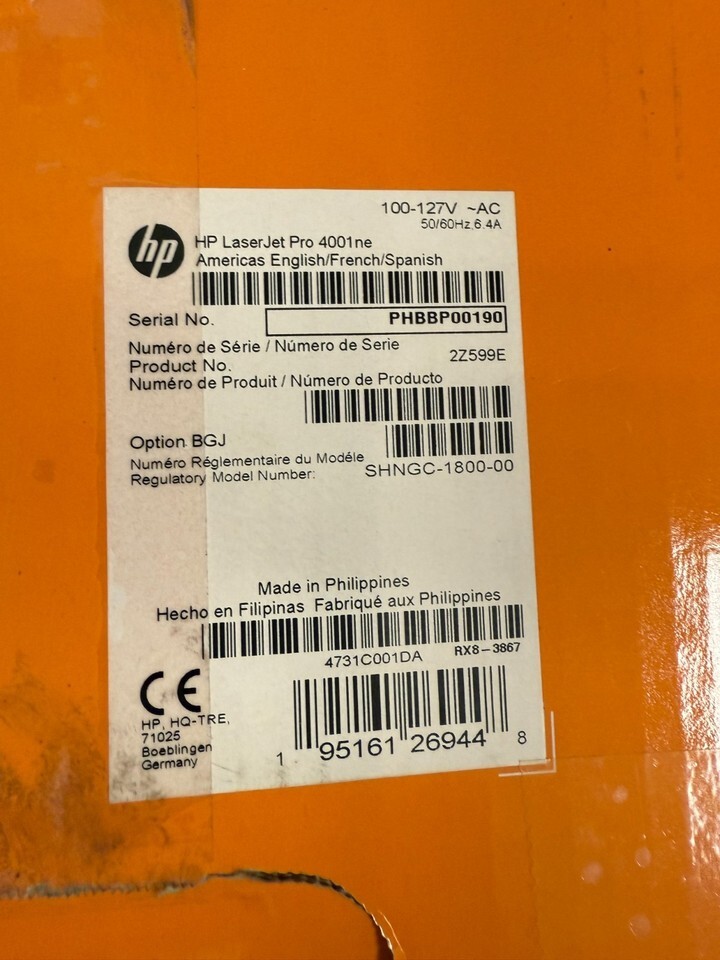 100-127V ~AC
50/60Hz,6.4A
hp
HP LaserJet Pro 4001ne
Americas English/French/Spanish
Serial No. PHBBP00190
Numéro de Série / Número de Serie
Product No. 2Z599E
Numéro de Produit / Número de Producto
Option BGJ
Numéro Réglementaire du Modéle
Regulatory Model Number: SHNGC-1800-00
Made in Philippines
Hecho en Filipinas Fabriqué aux Philippines
4731C001DA RX8-3867
CE
HP, HQ-TRE,
71025
Boeblingen
Germany
1 95161 26944 8